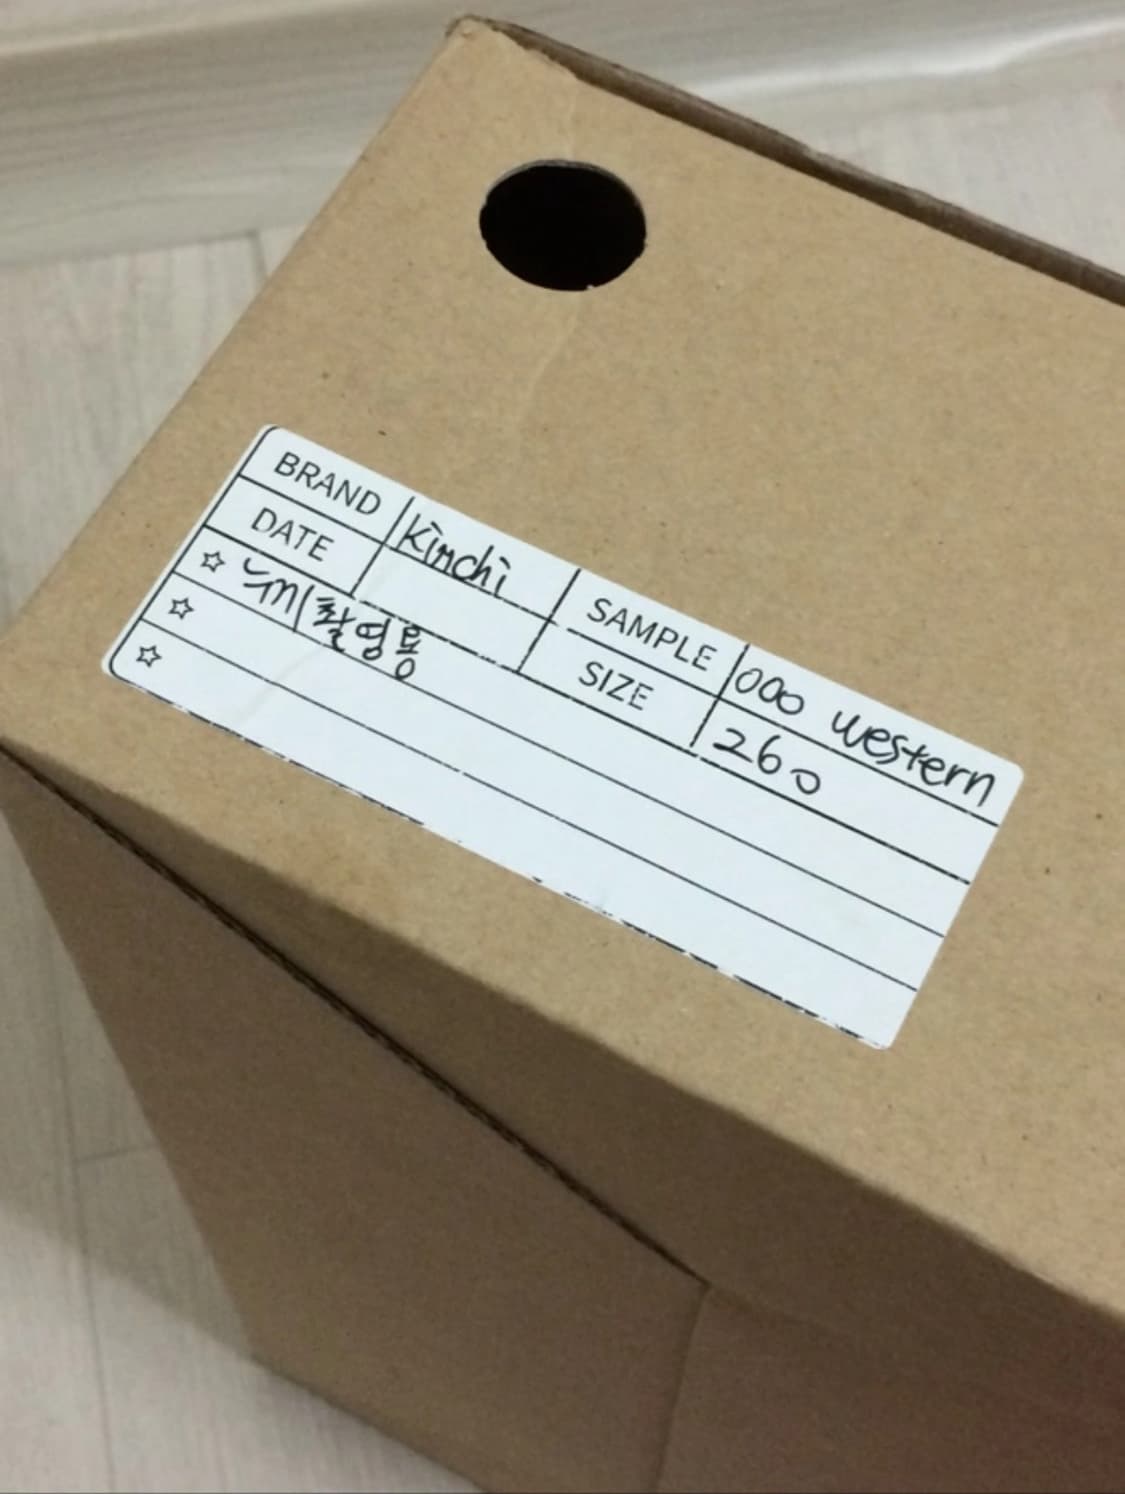 BRAND Kimchi SAMPLE 000 western
DATE SIZE 260
☆ 누끼촬영용
☆
☆